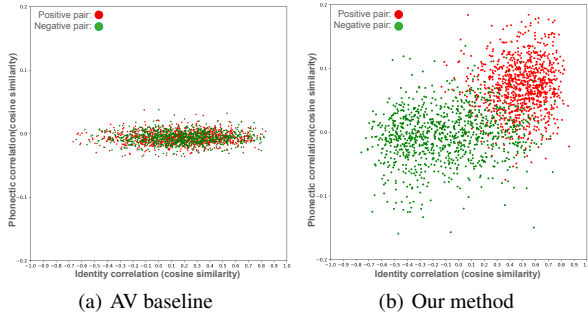 Positive pair:
Negative pair:
Phonectic correlation(cosine similarity)
0.2
0.1
0.0
−0.1
−0.2
−1.0 −0.9 −0.8 −0.7 −0.6 −0.5 −0.4 −0.3 −0.2 −0.1 0.0 0.1 0.2 0.3 0.4 0.5 0.6 0.7 0.8 0.9 1.0
Identity correlation (cosine similarity)
(a) AV baseline
Positive pair:
Negative pair:
Phonectic correlation(cosine similarity)
0.2
0.1
0.0
−0.1
−0.2
−1.0 −0.9 −0.8 −0.7 −0.6 −0.5 −0.4 −0.3 −0.2 −0.1 0.0 0.1 0.2 0.3 0.4 0.5 0.6 0.7 0.8 0.9 1.0
Identity correlation (cosine similarity)
(b) Our method